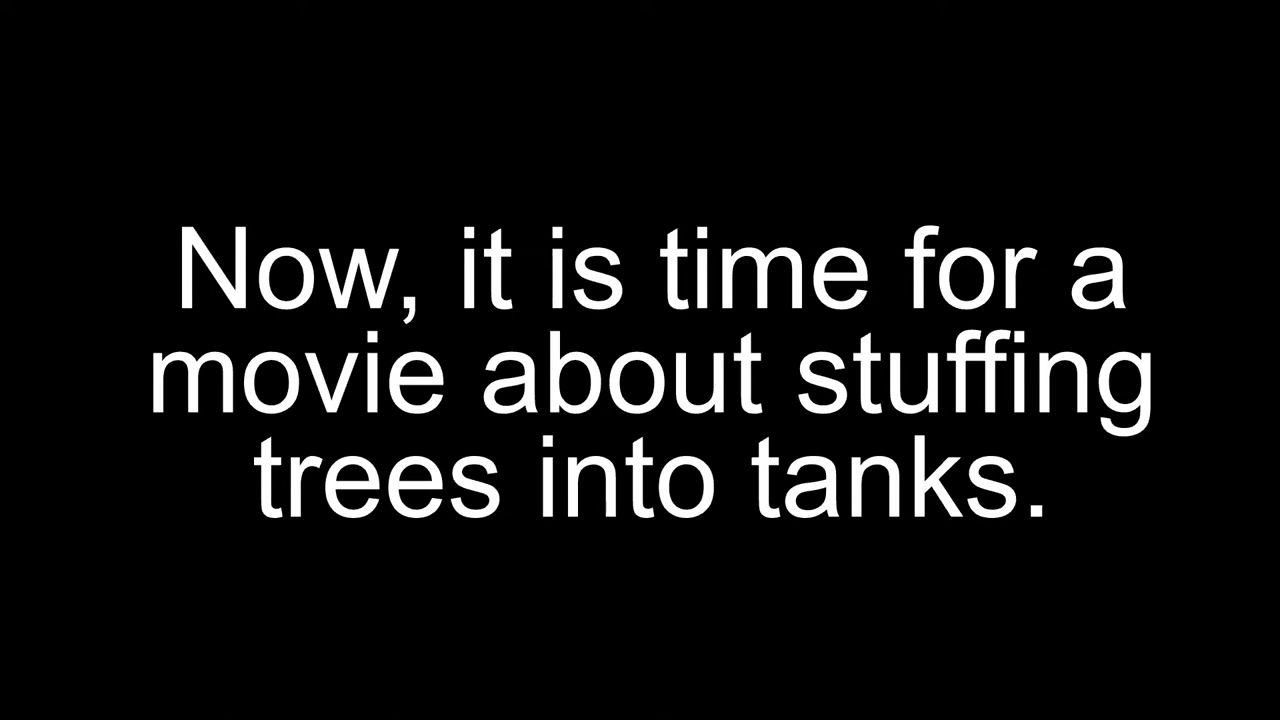 Now, it is time for a
movie about stuffing
trees into tanks.